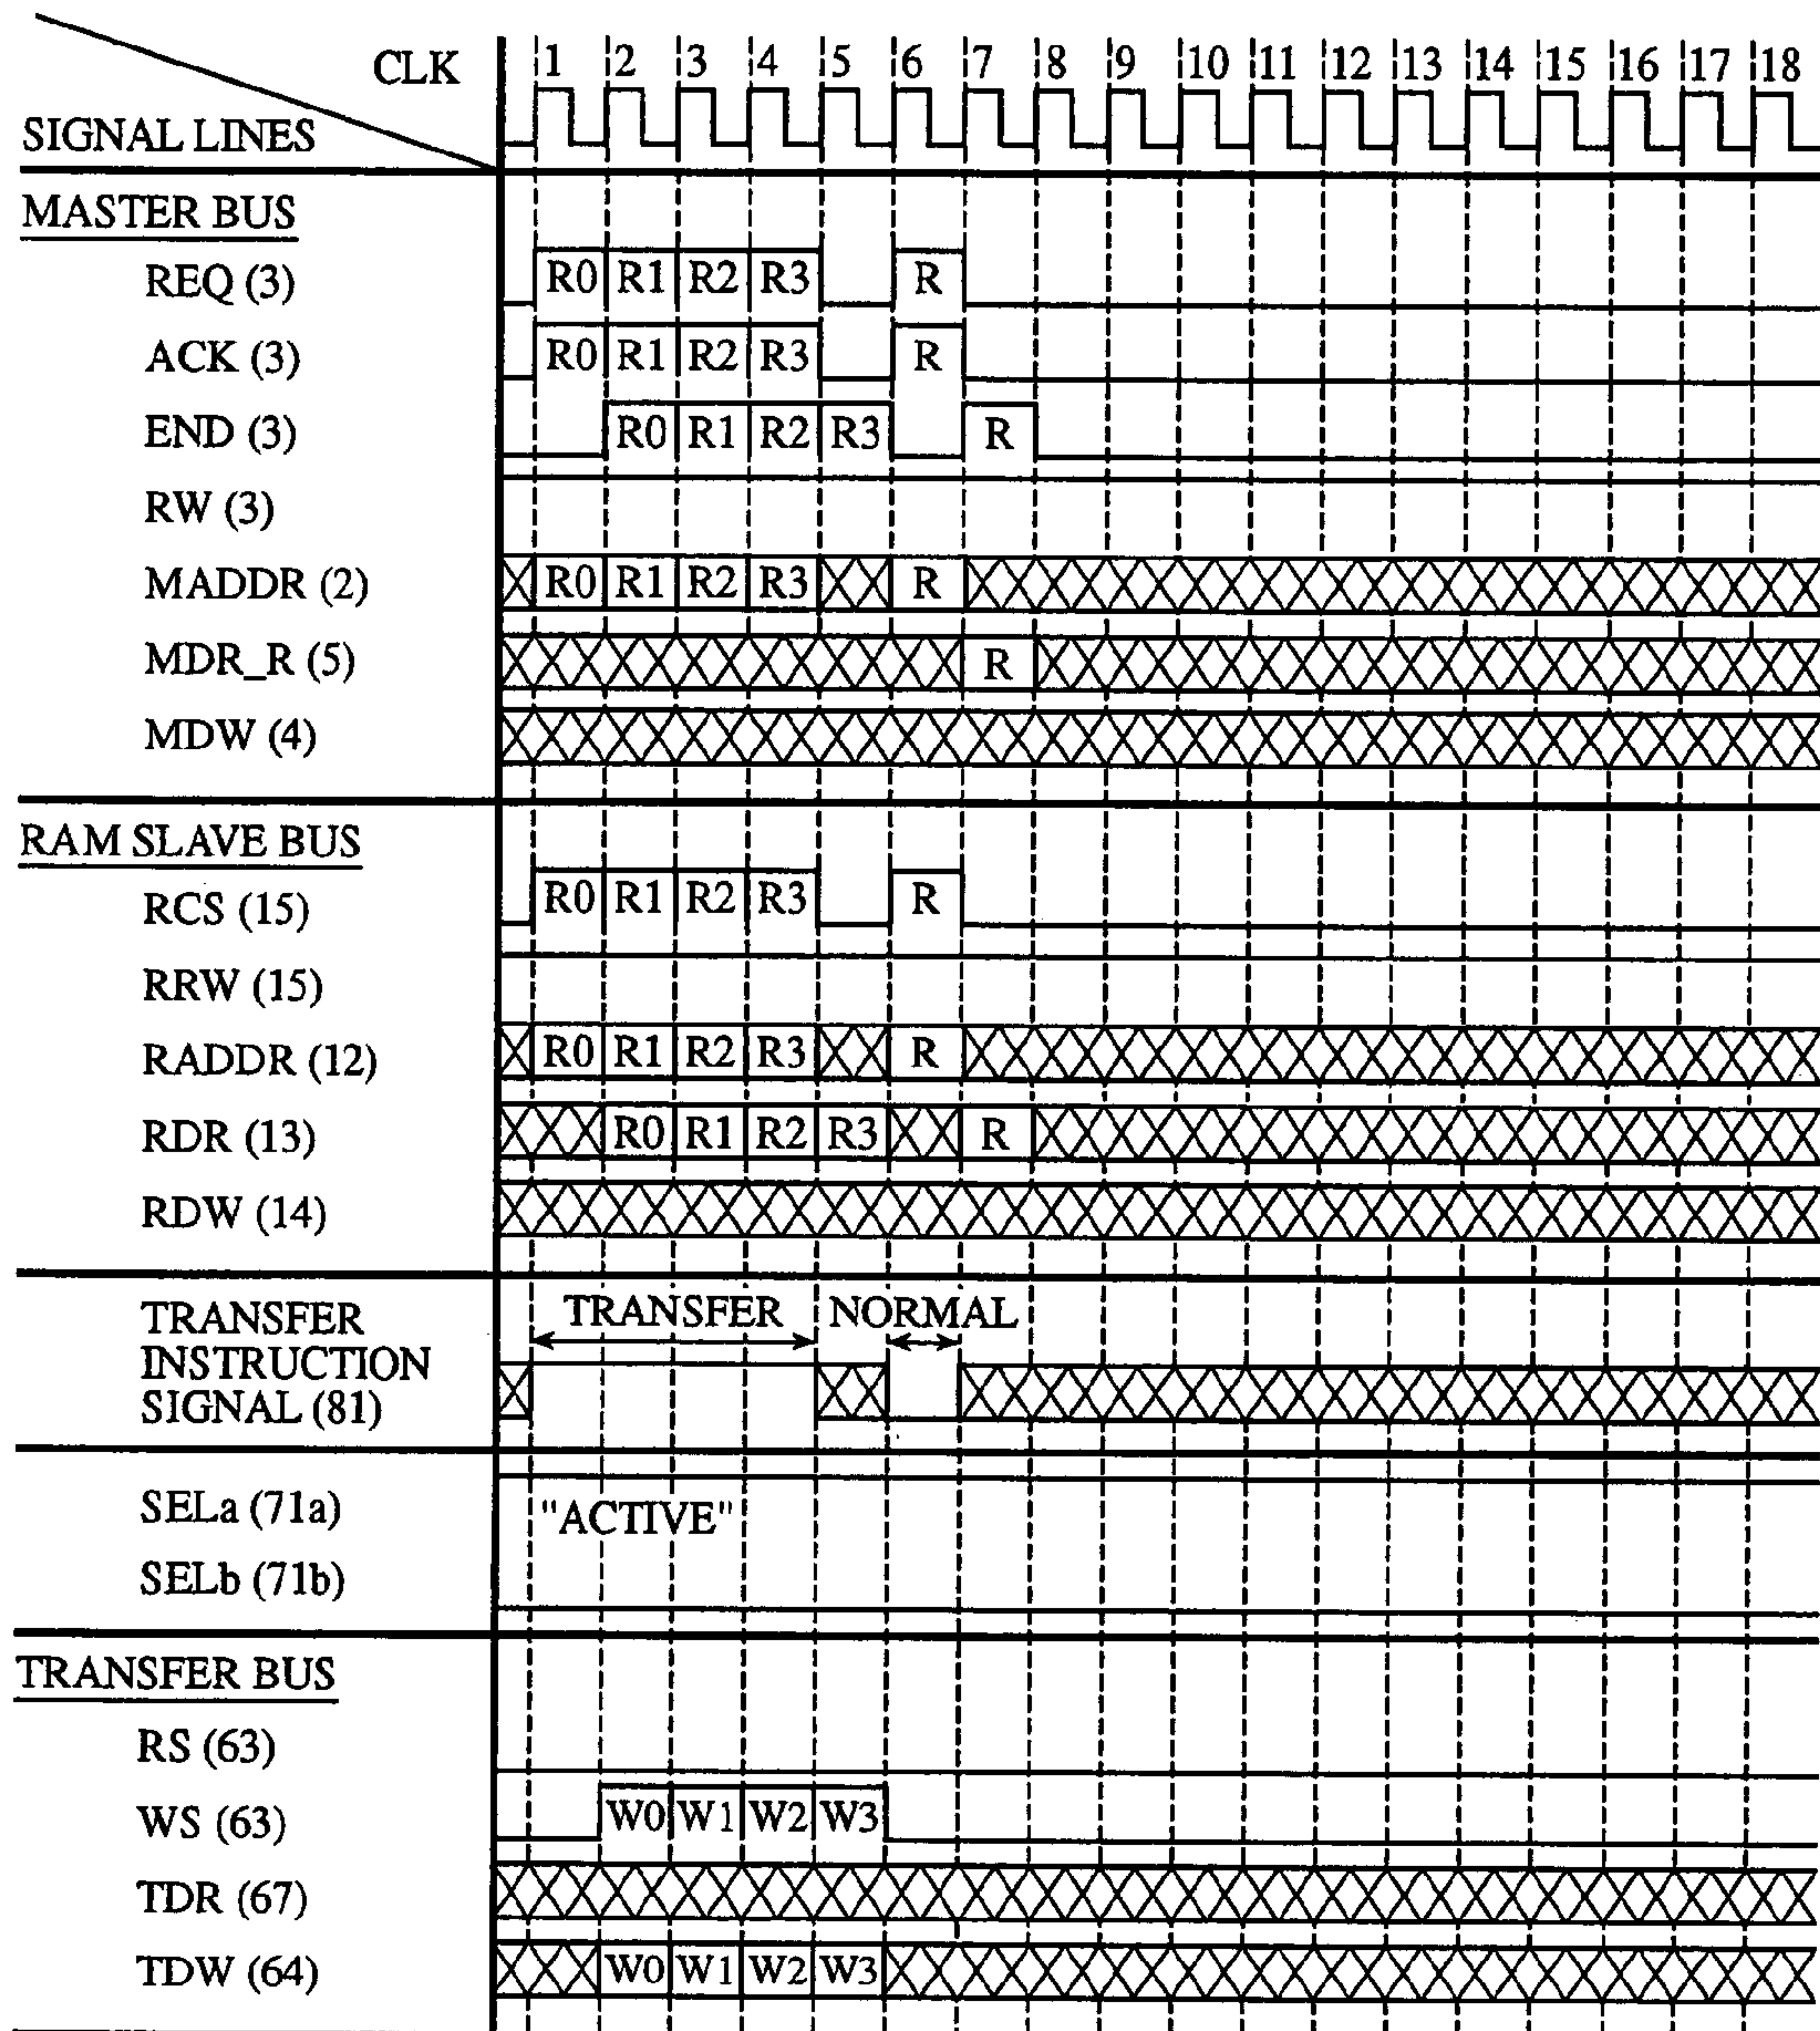 CLK 1 2 3 4 5 6 7 8 9 10 11 12 13 14 15 16 17 18
SIGNAL LINES
MASTER BUS
REQ (3) R0 R1 R2 R3 R
ACK (3) R0 R1 R2 R3 R
END (3) R0 R1 R2 R3 R
RW (3)
MADDR (2) R0 R1 R2 R3 R
MDR_R (5) R
MDW (4)
RAM SLAVE BUS
RCS (15) R0 R1 R2 R3 R
RRW (15)
RADDR (12) R0 R1 R2 R3 R
RDR (13) R0 R1 R2 R3 R
RDW (14)
TRANSFER TRANSFER NORMAL
INSTRUCTION
SIGNAL (81)
SELa (71a) "ACTIVE"
SELb (71b)
TRANSFER BUS
RS (63)
WS (63) W0 W1 W2 W3
TDR (67)
TDW (64) W0 W1 W2 W3